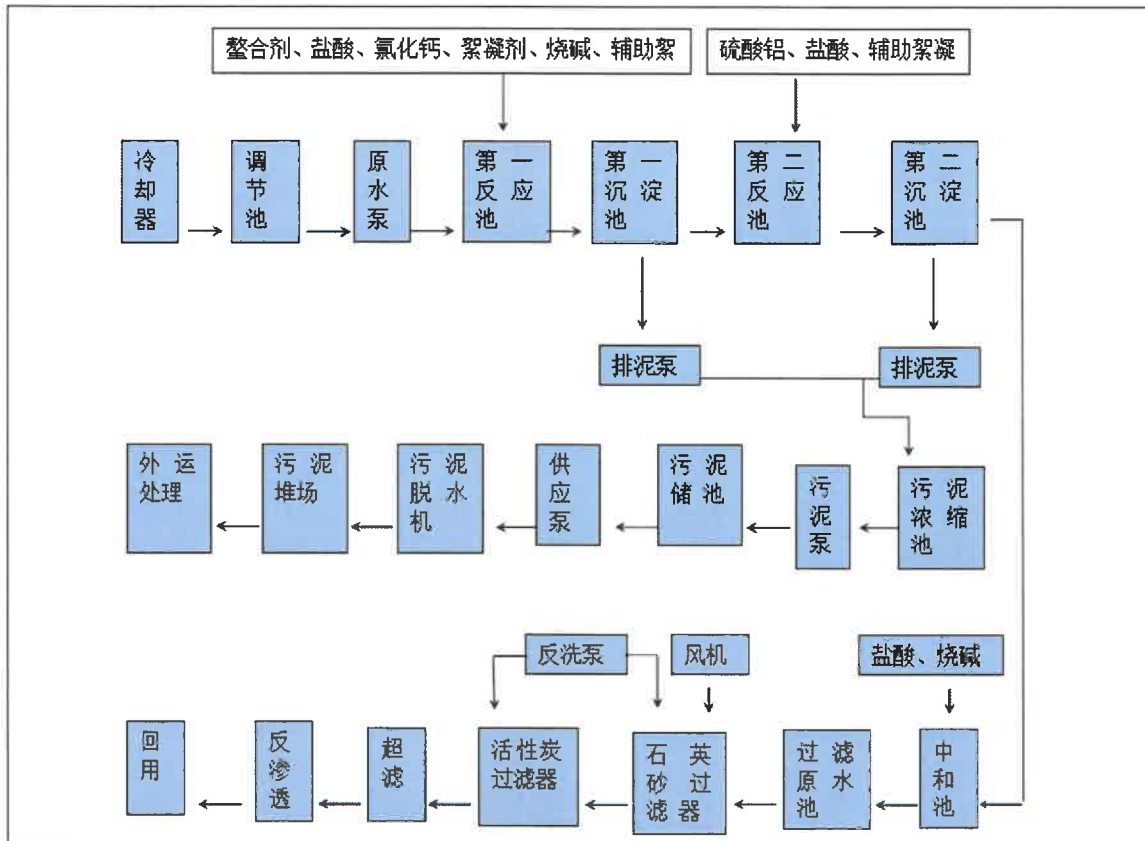 螯合剂、盐酸、氯化钙、絮凝剂、烧碱、辅助絮
硫酸铝、盐酸、辅助絮凝
冷
却
器
调
节
池
原
水
泵
第一
反应
池
第一
沉淀
池
第二
反应
池
第二
沉淀
池
排泥泵
排泥泵
外运
处理
污泥
堆场
污泥
脱水
机
供
应
泵
污泥
储池
污
泥
泵
污泥
浓缩
池
反洗泵
风机
盐酸、烧碱
回
用
反
渗
透
超
滤
活性炭
过滤器
石英
砂过
滤器
过滤
原水
池
中
和
池